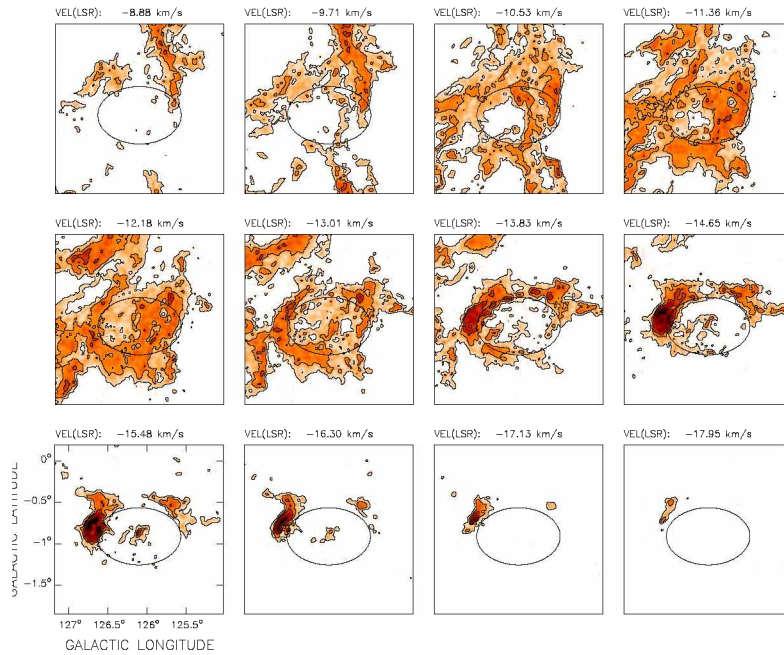 VEL(LSR): -8.88 km/s
VEL(LSR): -9.71 km/s
VEL(LSR): -10.53 km/s
VEL(LSR): -11.36 km/s
VEL(LSR): -12.18 km/s
VEL(LSR): -13.01 km/s
VEL(LSR): -13.83 km/s
VEL(LSR): -14.65 km/s
VEL(LSR): -15.48 km/s
VEL(LSR): -16.30 km/s
VEL(LSR): -17.13 km/s
VEL(LSR): -17.95 km/s
0°
-0.5°
-1°
-1.5°
GALACTIC LATITUDE
127° 126.5° 126° 125.5°
GALACTIC LONGITUDE